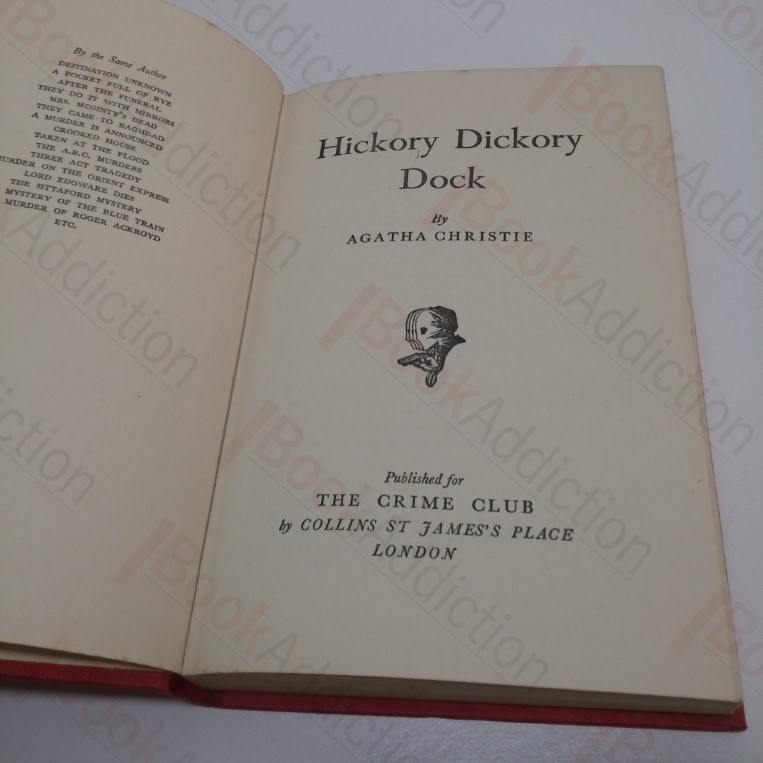 By the Same Author
DESTINATION UNKNOWN
A POCKET FULL OF RYE
AFTER THE FUNERAL
THEY DO IT WITH MIRRORS
MRS. MCGINTY'S DEAD
THEY CAME TO BAGHDAD
A MURDER IS ANNOUNCED
CROOKED HOUSE
TAKEN AT THE FLOOD
THE A.B.C. MURDERS
THREE ACT TRAGEDY
MURDER ON THE ORIENT EXPRESS
LORD EDGWARE DIES
THE SITTAFORD MYSTERY
MYSTERY OF THE BLUE TRAIN
MURDER OF ROGER ACKROYD
ETC.
Hickory Dickory
Dock
By
AGATHA CHRISTIE
Published for
THE CRIME CLUB
by COLLINS ST JAMES'S PLACE
LONDON
BookAddiction